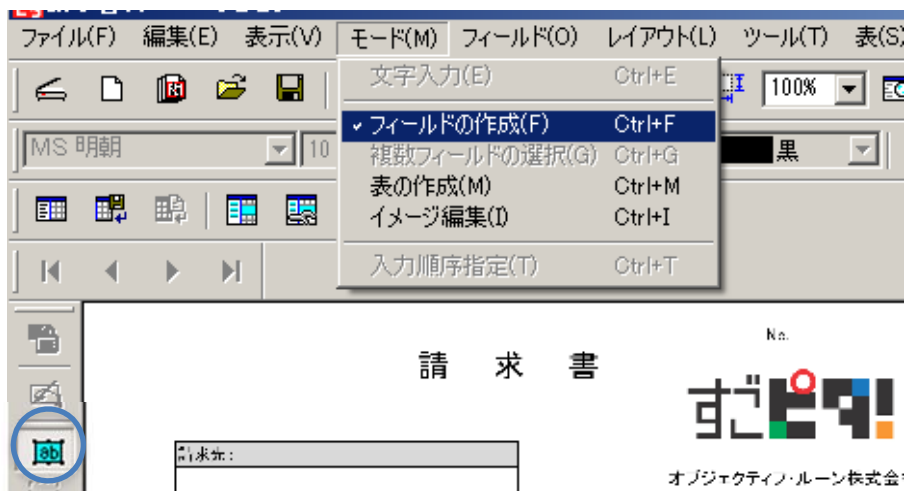 ファイル(F) 編集(E) 表示(V) モード(M) フィールド(O) レイアウト(L) ツール(T) 表(S)
文字入力(E) Ctrl+E
100%
フィールドの作成(F) Ctrl+F
MS 明朝 10 黒
複数フィールドの選択(G) Ctrl+G
表の作成(M) Ctrl+M
イメージ編集(I) Ctrl+I
入力順序指定(T) Ctrl+T
No.
請 求 書
すごピタ!
ab
請求先:
オブジェクティブ・ルーン株式会